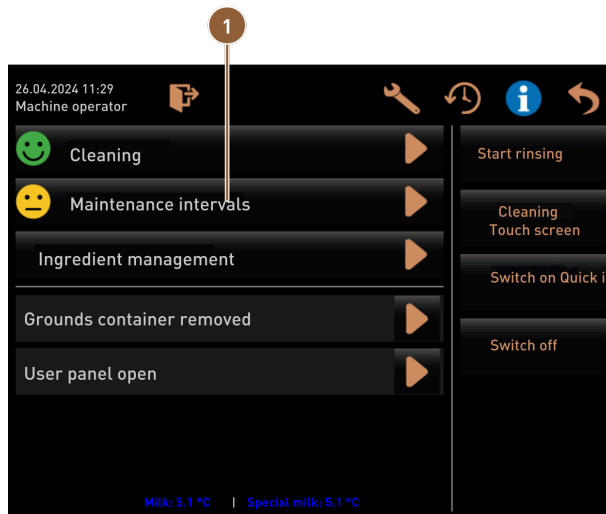 1
26.04.2024 11:29
Machine operator
Cleaning
Maintenance intervals
Ingredient management
Grounds container removed
User panel open
Start rinsing
Cleaning
Touch screen
Switch on Quick i
Switch off
Milk: 5.1 °C | Special milk: 5.1 °C